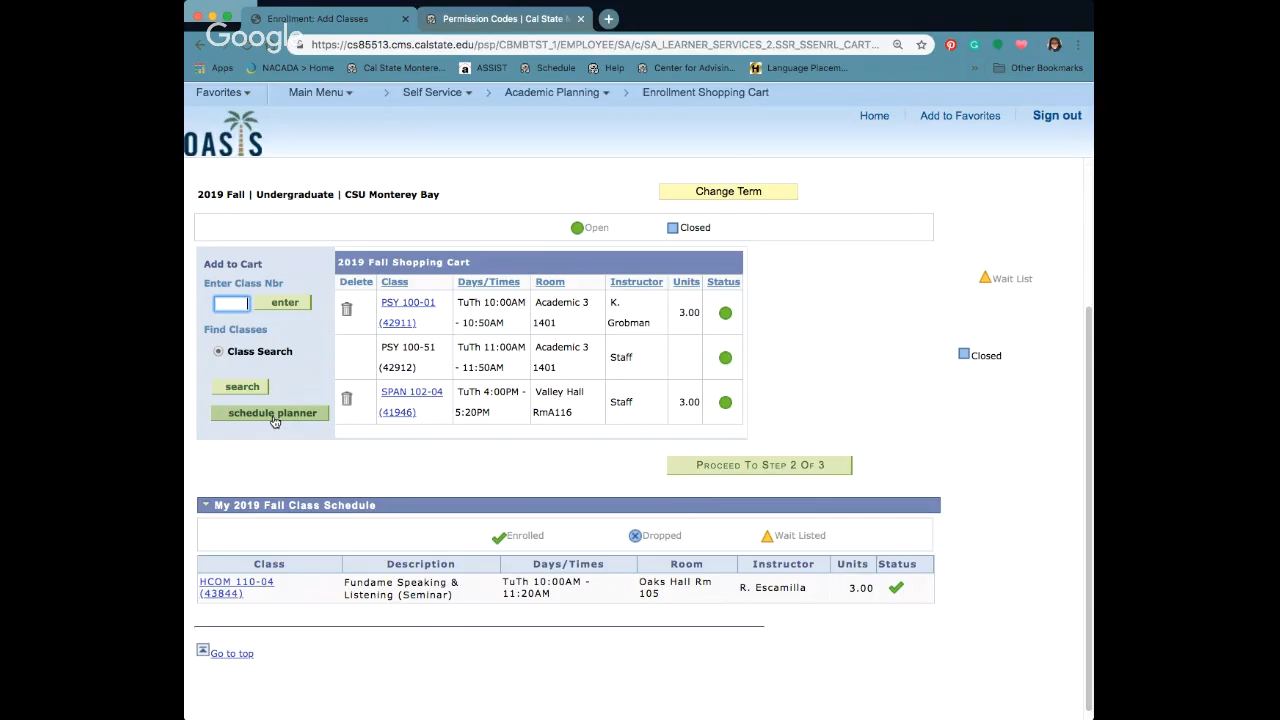 Enrollment: Add Classes
Permission Codes | Cal State M
Google
https://cs85513.cms.calstate.edu/psp/CBMBTST_1/EMPLOYEE/SA/c/SA_LEARNER_SERVICES_2.SSR_SSENRL_CART...
Apps
NACADA > Home
Cal State Montere...
ASSIST
Schedule
Help
Center for Advisin...
Language Placem...
»
Other Bookmarks
Favorites
Main Menu
Self Service
Academic Planning
Enrollment Shopping Cart
OASIS
Home
Add to Favorites
Sign out
2019 Fall | Undergraduate | CSU Monterey Bay
Change Term
Open
Closed
Add to Cart
Enter Class Nbr
enter
Find Classes
Class Search
search
schedule planner
2019 Fall Shopping Cart
Delete Class Days/Times Room Instructor Units Status
PSY 100-01 TuTh 10:00AM Academic 3 K.
(42911) - 10:50AM 1401 Grobman 3.00
PSY 100-51 TuTh 11:00AM Academic 3
(42912) - 11:50AM 1401 Staff
SPAN 102-04 TuTh 4:00PM - Valley Hall
(41946) 5:20PM RmA116 Staff 3.00
Wait List
Closed
Proceed To Step 2 Of 3
My 2019 Fall Class Schedule
Enrolled
Dropped
Wait Listed
Class Description Days/Times Room Instructor Units Status
HCOM 110-04 Fundame Speaking & TuTh 10:00AM - Oaks Hall Rm R. Escamilla 3.00
(43844) Listening (Seminar) 11:20AM 105
Go to top